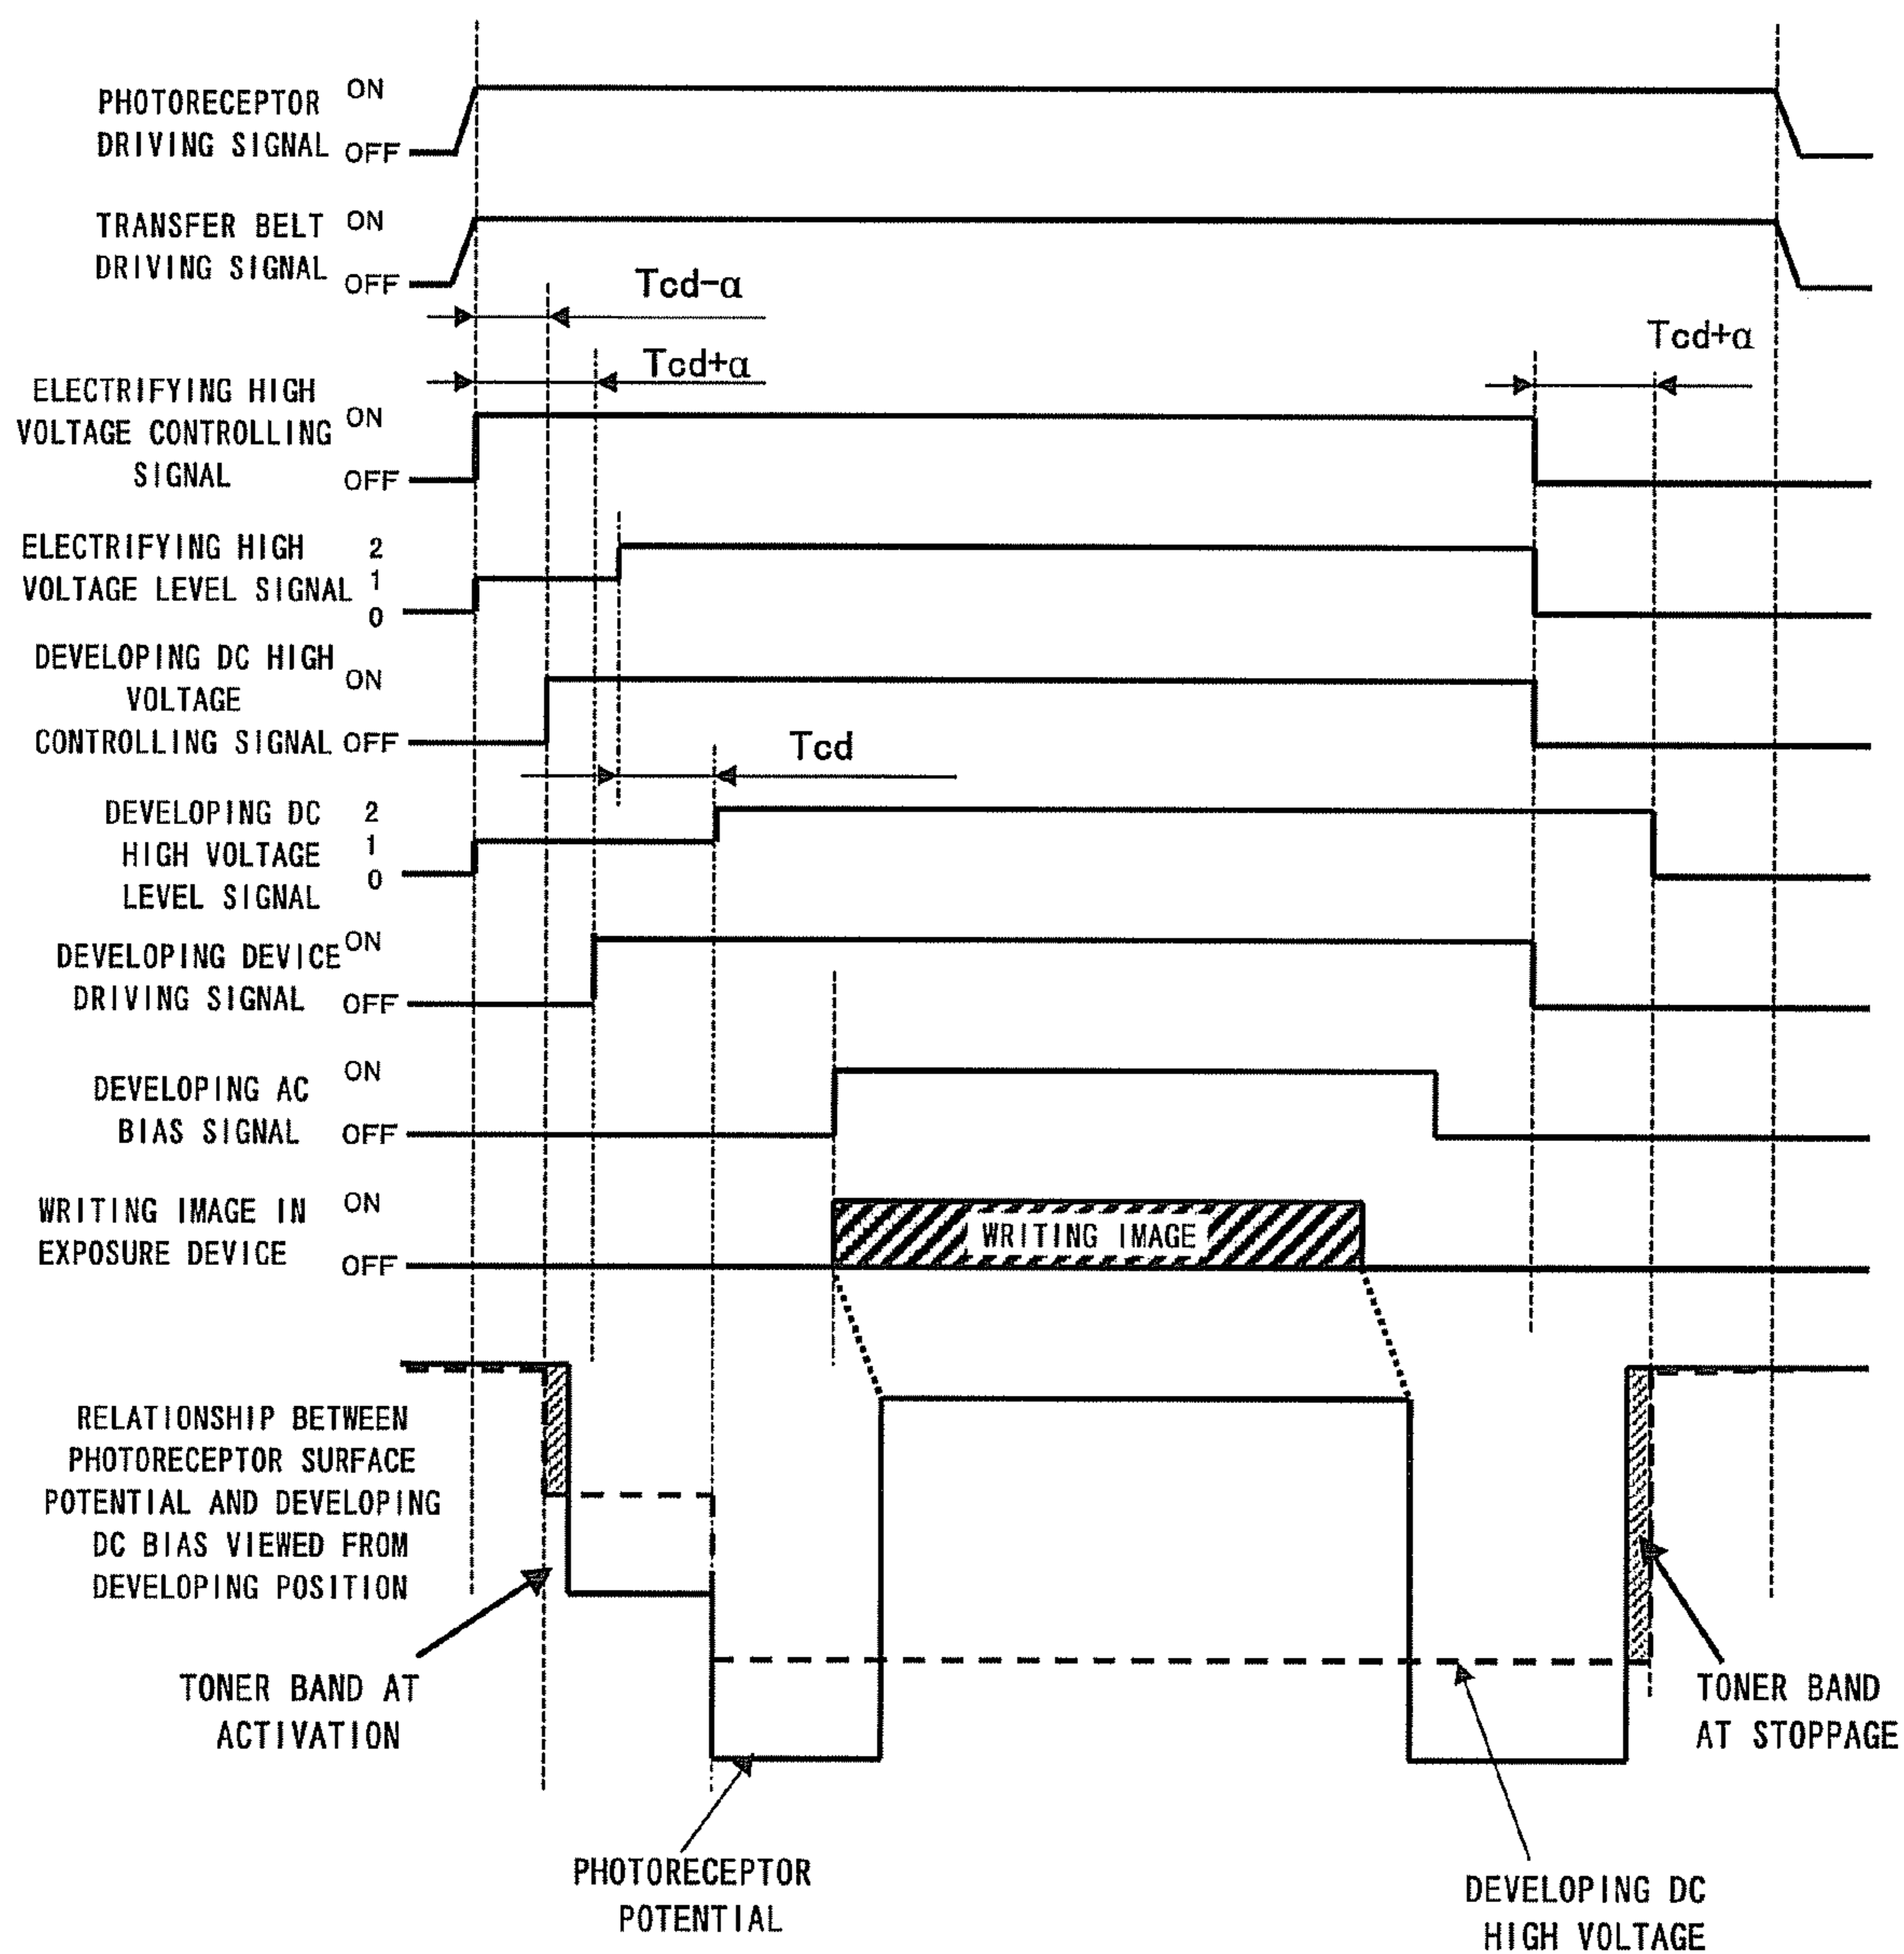 PHOTORECEPTOR
DRIVING SIGNAL
ON
OFF
TRANSFER BELT
DRIVING SIGNAL
ON
OFF
Tcd-α
Tcd+α
Tcd+α
ELECTRIFYING HIGH
VOLTAGE CONTROLLING
SIGNAL
ON
OFF
ELECTRIFYING HIGH
VOLTAGE LEVEL SIGNAL
2
1
0
DEVELOPING DC HIGH
VOLTAGE
CONTROLLING SIGNAL
ON
OFF
Tcd
DEVELOPING DC
HIGH VOLTAGE
LEVEL SIGNAL
2
1
0
DEVELOPING DEVICE
DRIVING SIGNAL
ON
OFF
DEVELOPING AC
BIAS SIGNAL
ON
OFF
WRITING IMAGE IN
EXPOSURE DEVICE
ON
OFF
WRITING IMAGE
RELATIONSHIP BETWEEN
PHOTORECEPTOR SURFACE
POTENTIAL AND DEVELOPING
DC BIAS VIEWED FROM
DEVELOPING POSITION
TONER BAND AT
ACTIVATION
TONER BAND
AT STOPPAGE
PHOTORECEPTOR
POTENTIAL
DEVELOPING DC
HIGH VOLTAGE